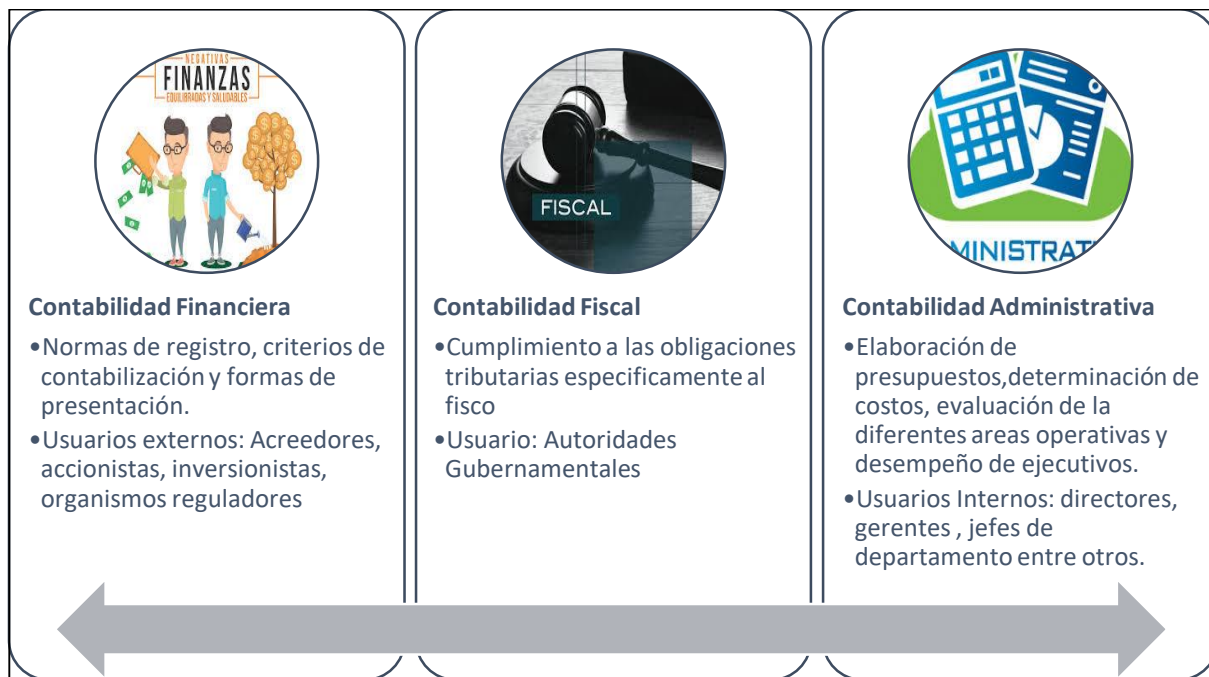 NEGATIVAS
FINANZAS
EQUILIBRADAS Y SALUDABLES
Contabilidad Financiera
•Normas de registro, criterios de
contabilización y formas de
presentación.
•Usuarios externos: Acreedores,
accionistas, inversionistas,
organismos reguladores
FISCAL
Contabilidad Fiscal
•Cumplimiento a las obligaciones
tributarias especificamente al
fisco
•Usuario: Autoridades
Gubernamentales
MINISTRAT
Contabilidad Administrativa
•Elaboración de
presupuestos,determinación de
costos, evaluación de la
diferentes areas operativas y
desempeño de ejecutivos.
•Usuarios Internos: directores,
gerentes , jefes de
departamento entre otros.